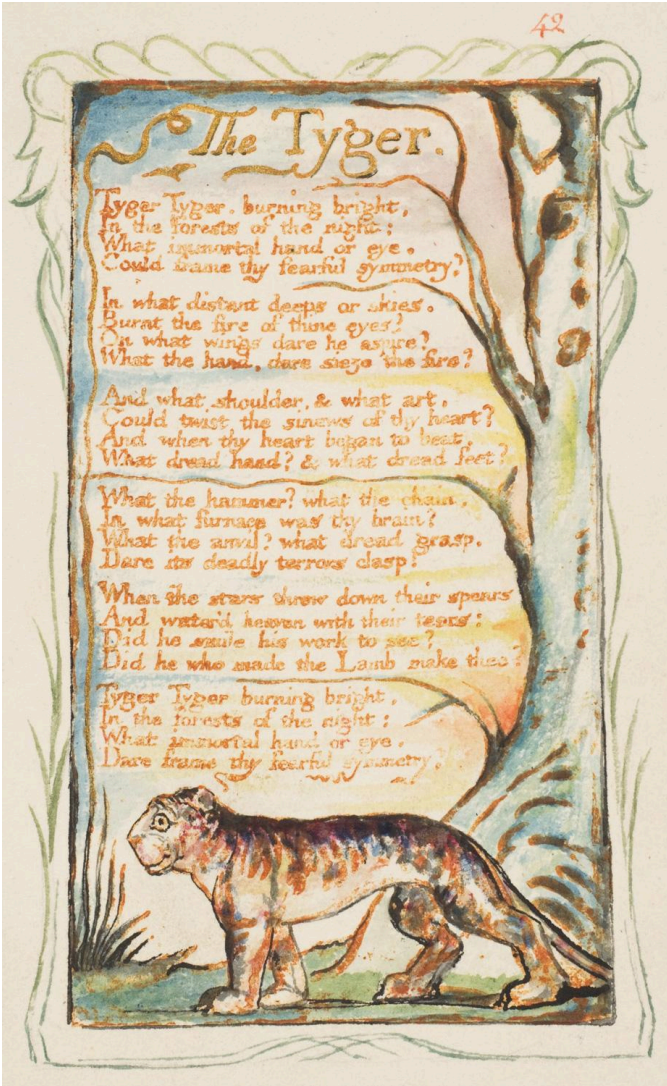 42
The Tyger.
Tyger Tyger. burning bright,
In the forests of the night;
What immortal hand or eye.
Could frame thy fearful symmetry?
In what distant deeps or skies.
Burnt the fire of thine eyes?
On what wings dare he aspire?
What the hand, dare sieze the fire?
And what shoulder, & what art,
Could twist the sinews of thy heart?
And when thy heart began to beat,
What dread hand? & what dread feet?
What the hammer? what the chain,
In what furnace was thy brain?
What the anvil? what dread grasp.
Dare its deadly terrors clasp!
When the stars threw down their spears
And water'd heaven with their tears:
Did he smile his work to see?
Did he who made the Lamb make thee?
Tyger Tyger burning bright,
In the forests of the night:
What immortal hand or eye,
Dare frame thy fearful symmetry?